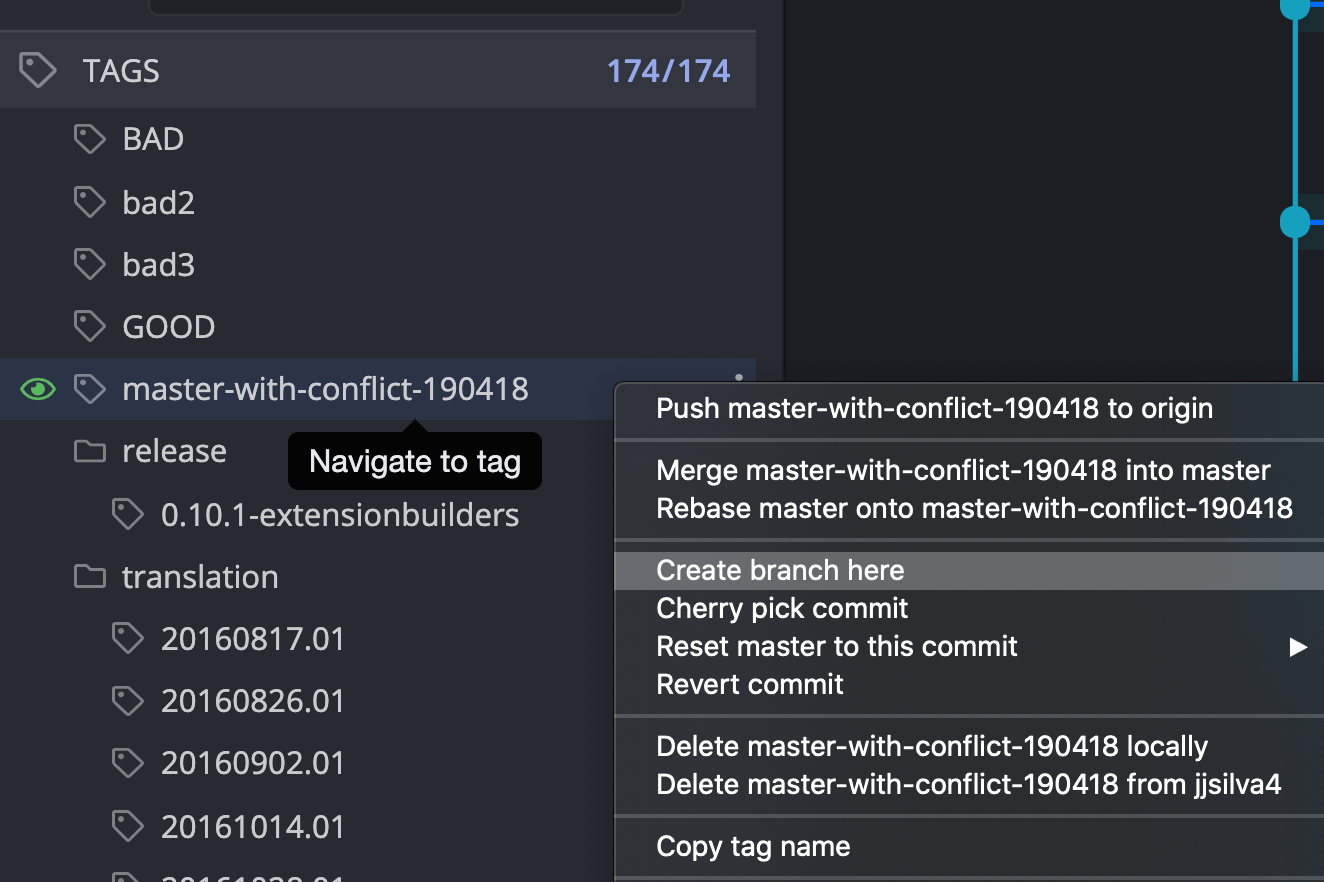 TAGS 174/174
BAD
bad2
bad3
GOOD
master-with-conflict-190418
release
Navigate to tag
0.10.1-extensionbuilders
translation
20160817.01
20160826.01
20160902.01
20161014.01
Push master-with-conflict-190418 to origin
Merge master-with-conflict-190418 into master
Rebase master onto master-with-conflict-190418
Create branch here
Cherry pick commit
Reset master to this commit
Revert commit
Delete master-with-conflict-190418 locally
Delete master-with-conflict-190418 from jjsilva4
Copy tag name